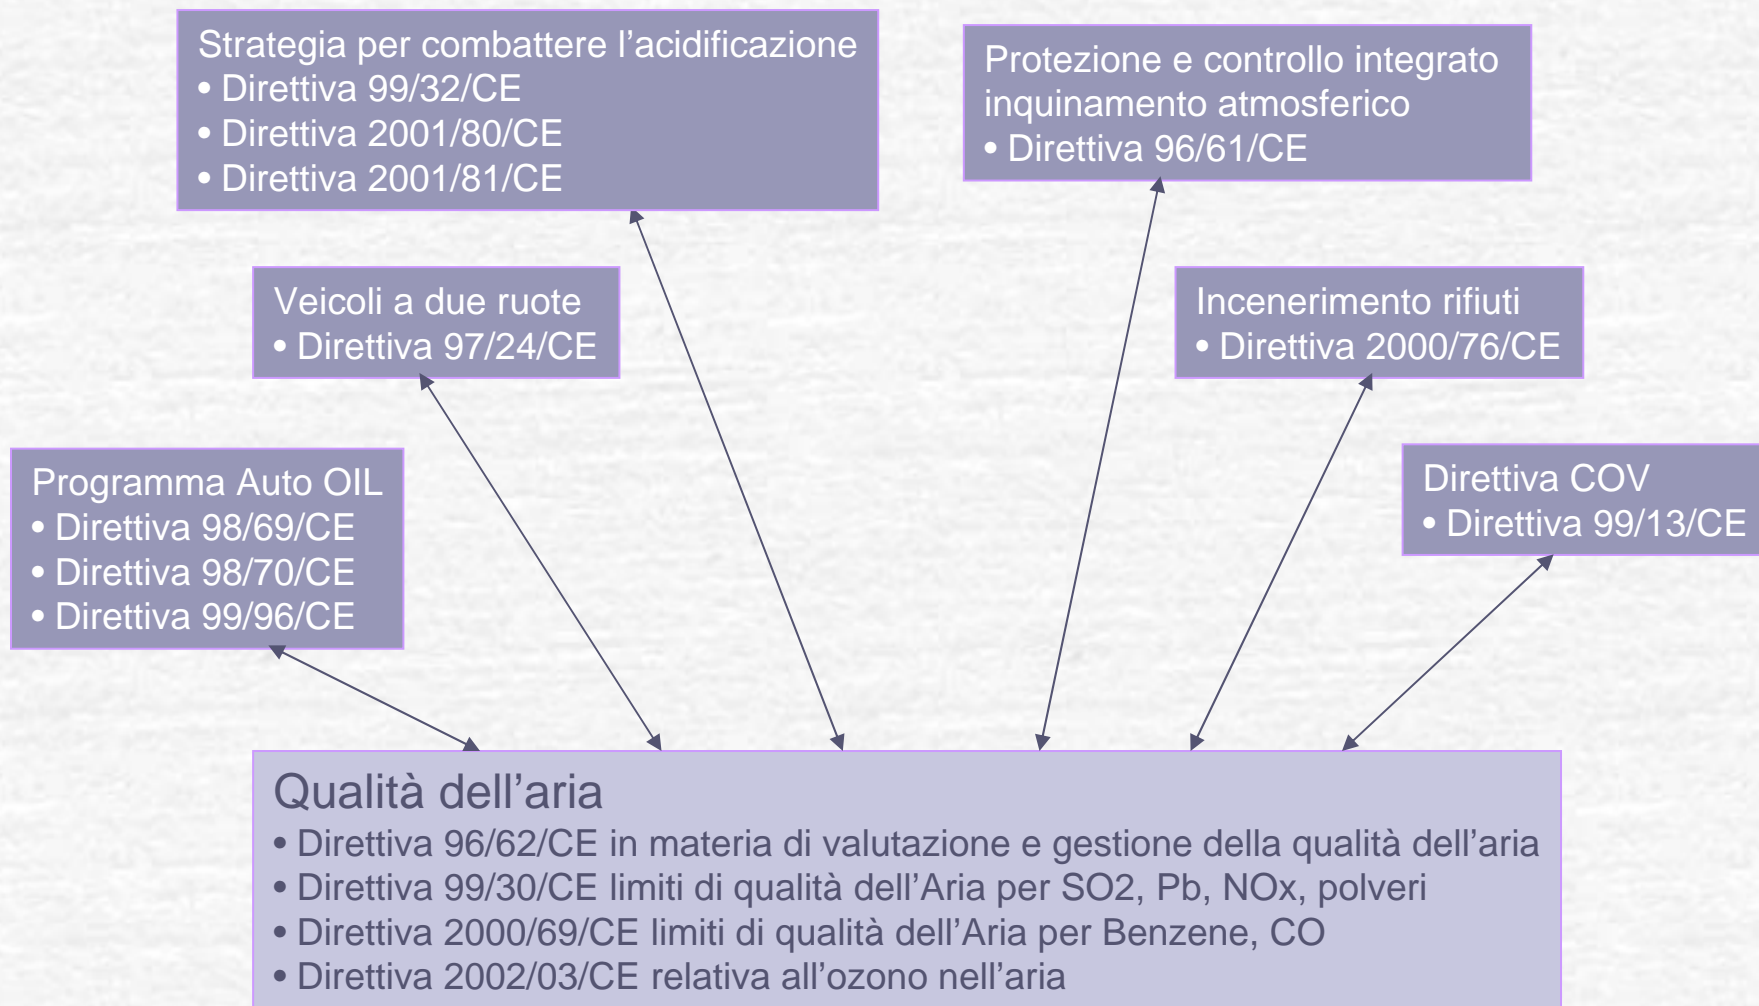 Strategia per combattere l’acidificazione
• Direttiva 99/32/CE
• Direttiva 2001/80/CE
• Direttiva 2001/81/CE
Protezione e controllo integrato
inquinamento atmosferico
• Direttiva 96/61/CE
Veicoli a due ruote
• Direttiva 97/24/CE
Incenerimento rifiuti
• Direttiva 2000/76/CE
Programma Auto OIL
• Direttiva 98/69/CE
• Direttiva 98/70/CE
• Direttiva 99/96/CE
Direttiva COV
• Direttiva 99/13/CE
Qualità dell’aria
• Direttiva 96/62/CE in materia di valutazione e gestione della qualità dell’aria
• Direttiva 99/30/CE limiti di qualità dell’Aria per SO2, Pb, NOx, polveri
• Direttiva 2000/69/CE limiti di qualità dell’Aria per Benzene, CO
• Direttiva 2002/03/CE relativa all’ozono nell’aria